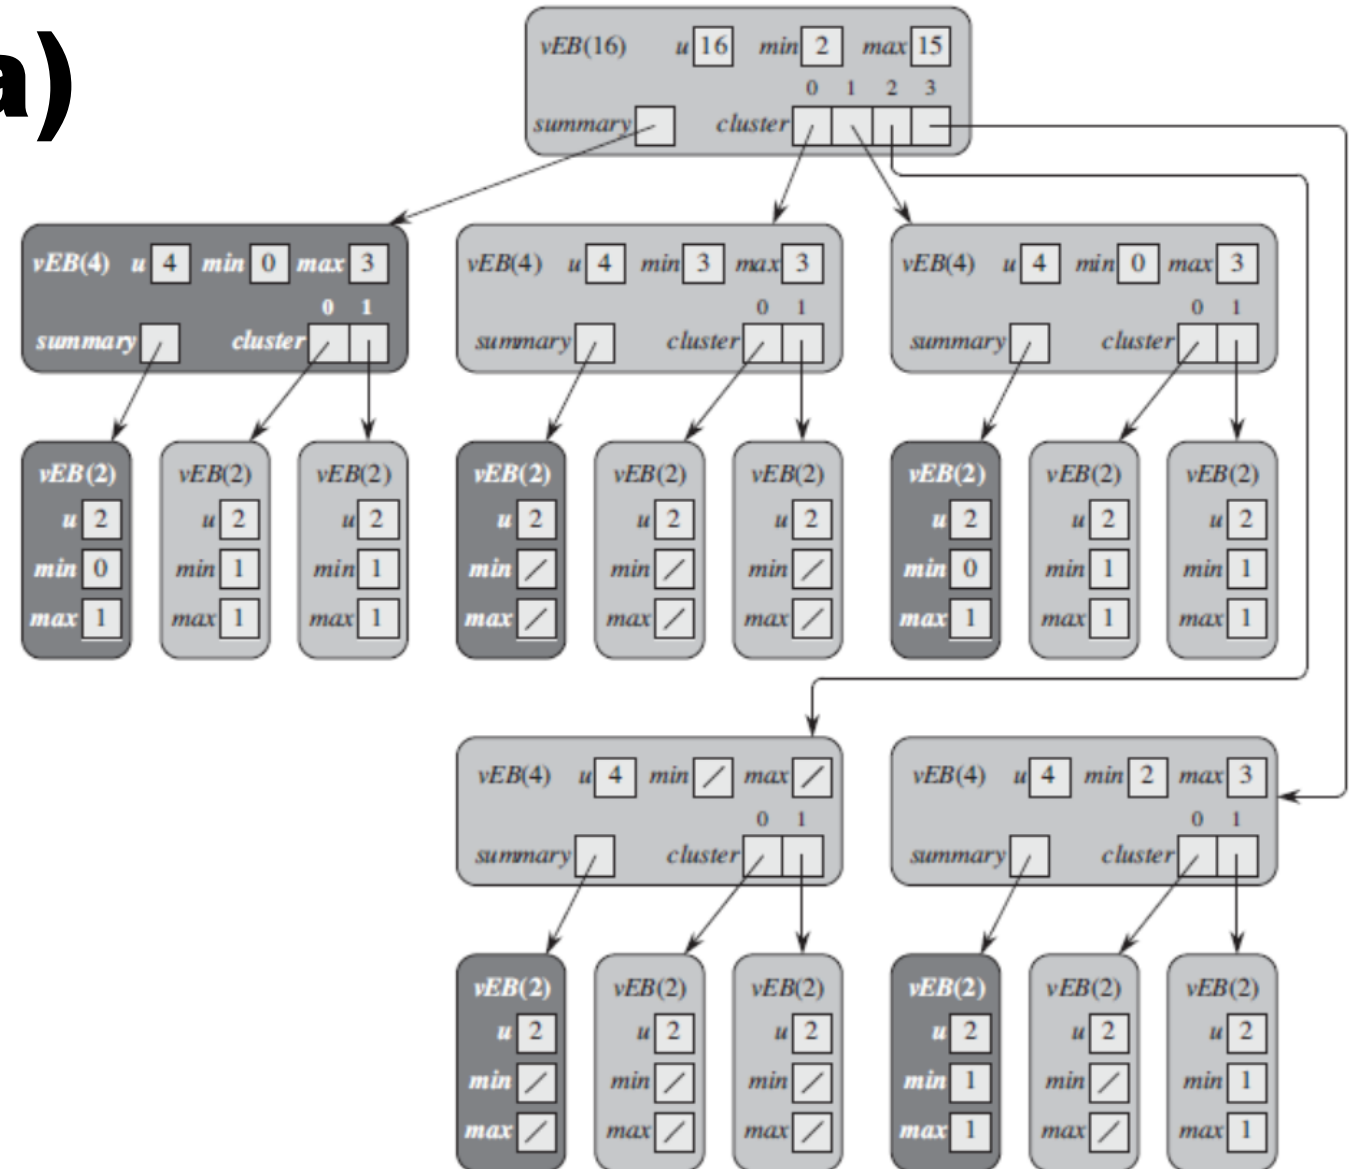 a)
vEB(16) u 16 min 2 max 15
0 1 2 3
summary cluster
vEB(4) u 4 min 0 max 3
0 1
summary cluster
vEB(4) u 4 min 3 max 3
0 1
summary cluster
vEB(4) u 4 min 0 max 3
0 1
summary cluster
vEB(2)
u 2
min 0
max 1
vEB(2)
u 2
min 1
max 1
vEB(2)
u 2
min 1
max 1
vEB(2)
u 2
min /
max /
vEB(2)
u 2
min /
max /
vEB(2)
u 2
min /
max /
vEB(2)
u 2
min 0
max 1
vEB(2)
u 2
min 1
max 1
vEB(2)
u 2
min 1
max 1
vEB(4) u 4 min / max /
0 1
summary cluster
vEB(4) u 4 min 2 max 3
0 1
summary cluster
vEB(2)
u 2
min /
max /
vEB(2)
u 2
min /
max /
vEB(2)
u 2
min /
max /
vEB(2)
u 2
min 1
max 1
vEB(2)
u 2
min /
max /
vEB(2)
u 2
min 1
max 1